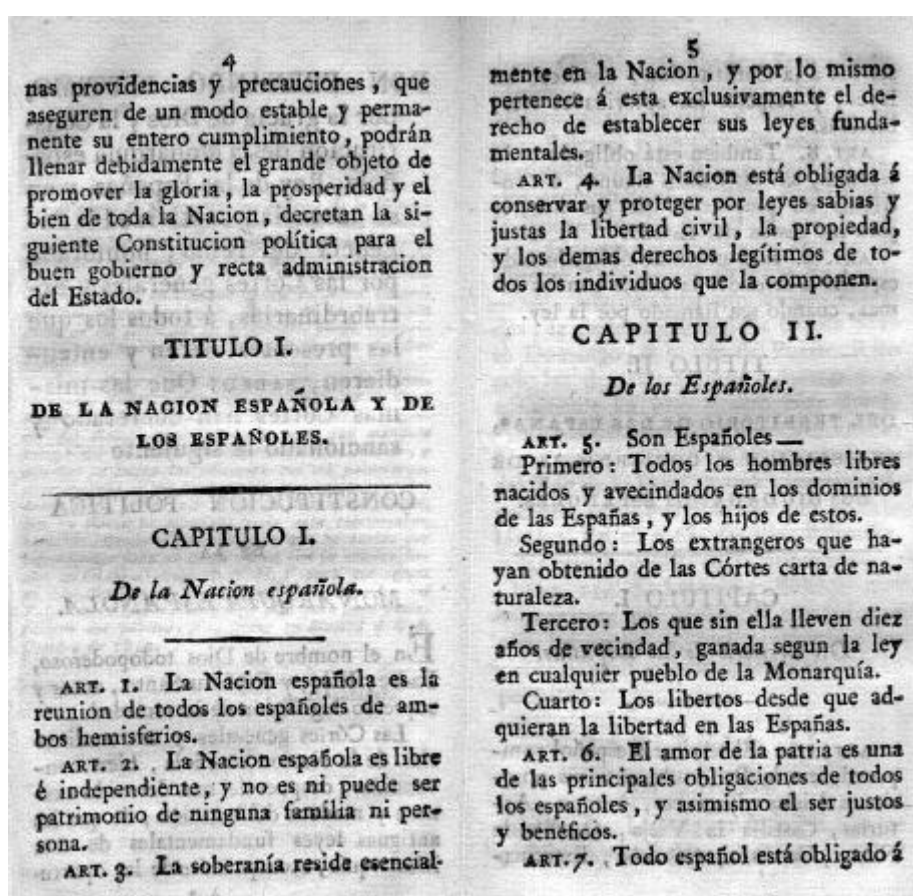 4
nas providencias y precauciones, que
aseguren de un modo estable y perma-
nente su entero cumplimiento, podrán
llenar debidamente el grande objeto de
promover la gloria, la prosperidad y el
bien de toda la Nacion, decretan la si-
guiente Constitucion política para el
buen gobierno y recta administracion
del Estado.
TITULO I.
DE LA NACION ESPAÑOLA Y DE
LOS ESPAÑOLES.
CAPITULO I.
De la Nacion española.
ART. 1. La Nacion española es la
reunion de todos los españoles de am-
bos hemisferios.
ART. 2. La Nacion española es libre
é independiente, y no es ni puede ser
patrimonio de ninguna familia ni per-
sona.
ART. 3. La soberanía reside esencial-
5
mente en la Nacion, y por lo mismo
pertenece á esta exclusivamente el de-
recho de establecer sus leyes funda-
mentales.
ART. 4. La Nacion está obligada á
conservar y proteger por leyes sabias y
justas la libertad civil, la propiedad,
y los demas derechos legítimos de to-
dos los individuos que la componen.
CAPITULO II.
De los Españoles.
ART. 5. Son Españoles —
Primero: Todos los hombres libres
nacidos y avecindados en los dominios
de las Españas, y los hijos de estos.
Segundo: Los extrangeros que ha-
yan obtenido de las Córtes carta de na-
turaleza.
Tercero: Los que sin ella lleven diez
años de vecindad, ganada segun la ley
en cualquier pueblo de la Monarquía.
Cuarto: Los libertos desde que ad-
quieran la libertad en las Españas.
ART. 6. El amor de la patria es una
de las principales obligaciones de todos
los españoles, y asimismo el ser justos
y benéficos.
ART. 7. Todo español está obligado á